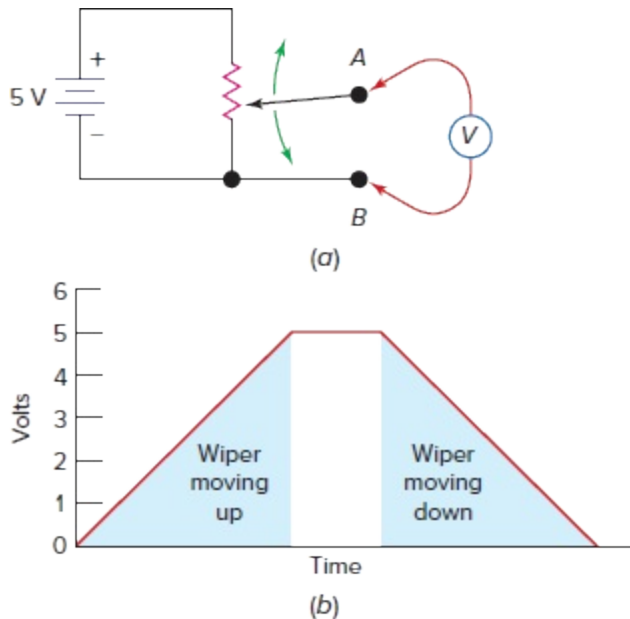 +
A
5 V
V
–
B
(a)
6
5
4
3
2
1
0
Volts
Wiper
moving
up
Wiper
moving
down
Time
(b)